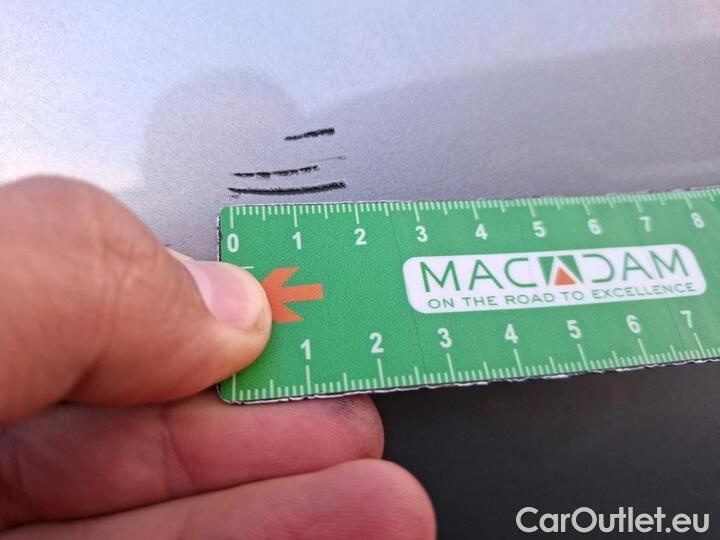 0 1 2 3 4 5 6 7 8
MACADAM
ON THE ROAD TO EXCELLENCE
1 2 3 4 5 6 7
CarOutlet.eu